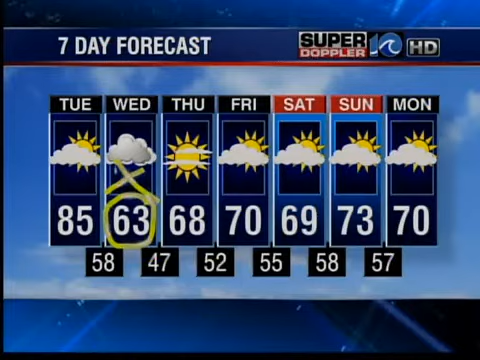 7 DAY FORECAST
SUPER DOPPLER 10 HD
TUE WED THU FRI SAT SUN MON
85 63 68 70 69 73 70
58 47 52 55 58 57